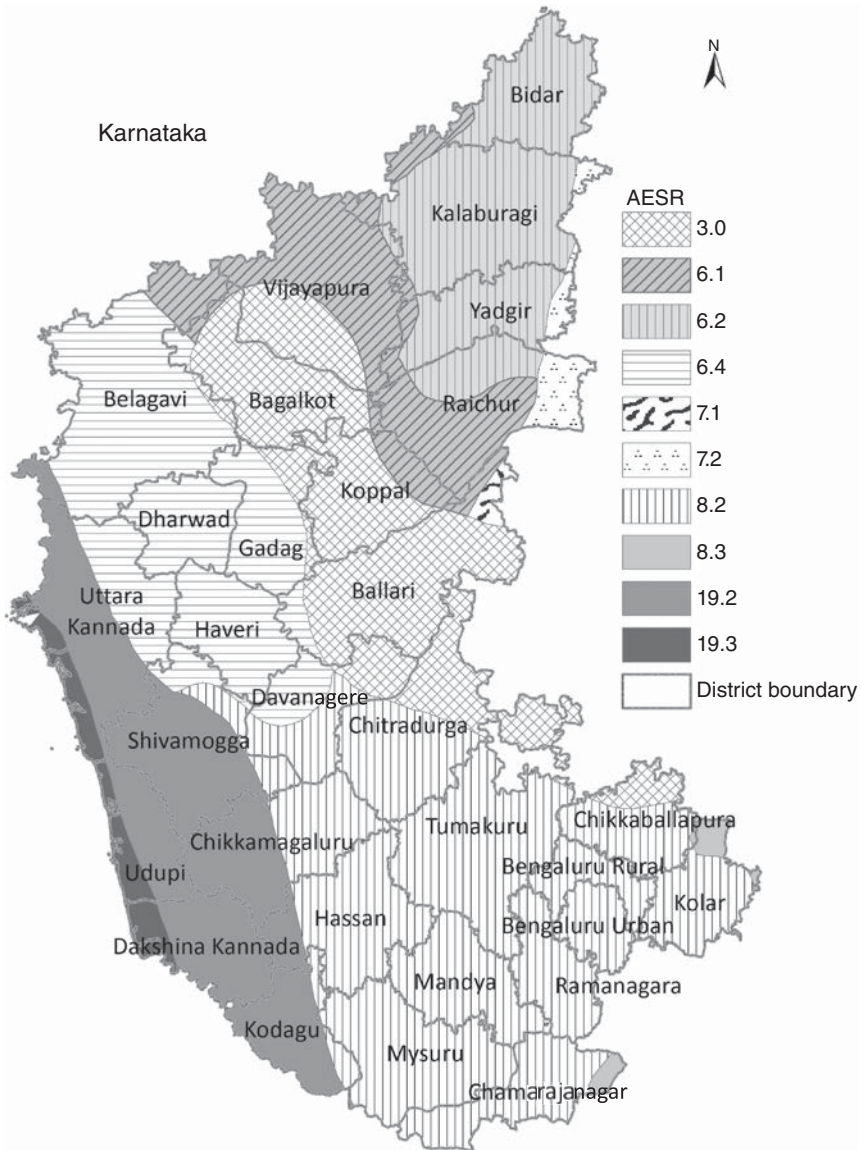 N
Bidar
Karnataka
AESR
Kalaburagi
3.0
6.1
Vijayapura
Yadgir
6.2
6.4
Belagavi
Bagalkot
Raichur
7.1
7.2
Koppal
Dharwad
8.2
Gadag
8.3
Ballari
Uttara
Kannada
19.2
Haveri
19.3
Davanagere
District boundary
Chitradurga
Shivamogga
Tumakuru
Chikkaballapura
Chikkamagaluru
Bengaluru Rural
Udupi
Kolar
Hassan
Bengaluru Urban
Dakshina Kannada
Mandya
Ramanagara
Kodagu
Mysuru
Chamarajanagar